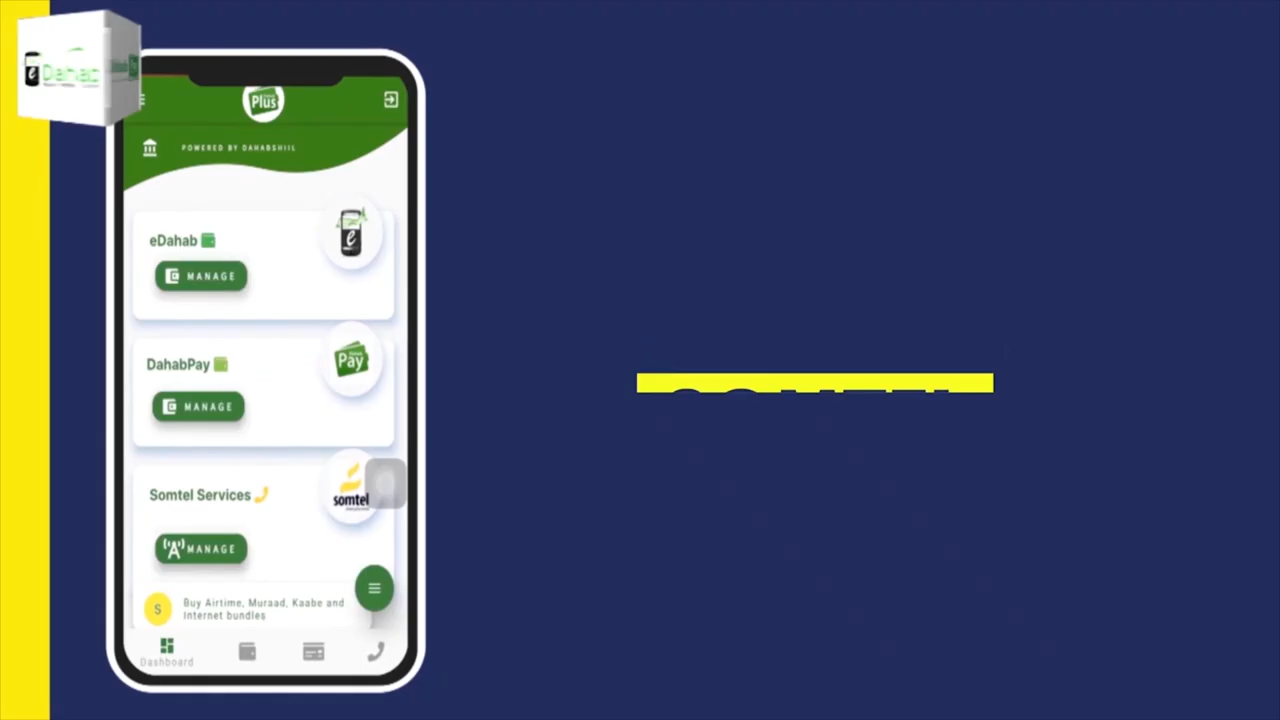 e Dahab
Plus
POWERED BY DAHABSHIIL
eDahab
e
MANAGE
DahabPay
Pay
MANAGE
Somtel Services
somtel
MANAGE
S
Buy Airtime, Muraad, Kaabe and
Internet bundles
Dashboard